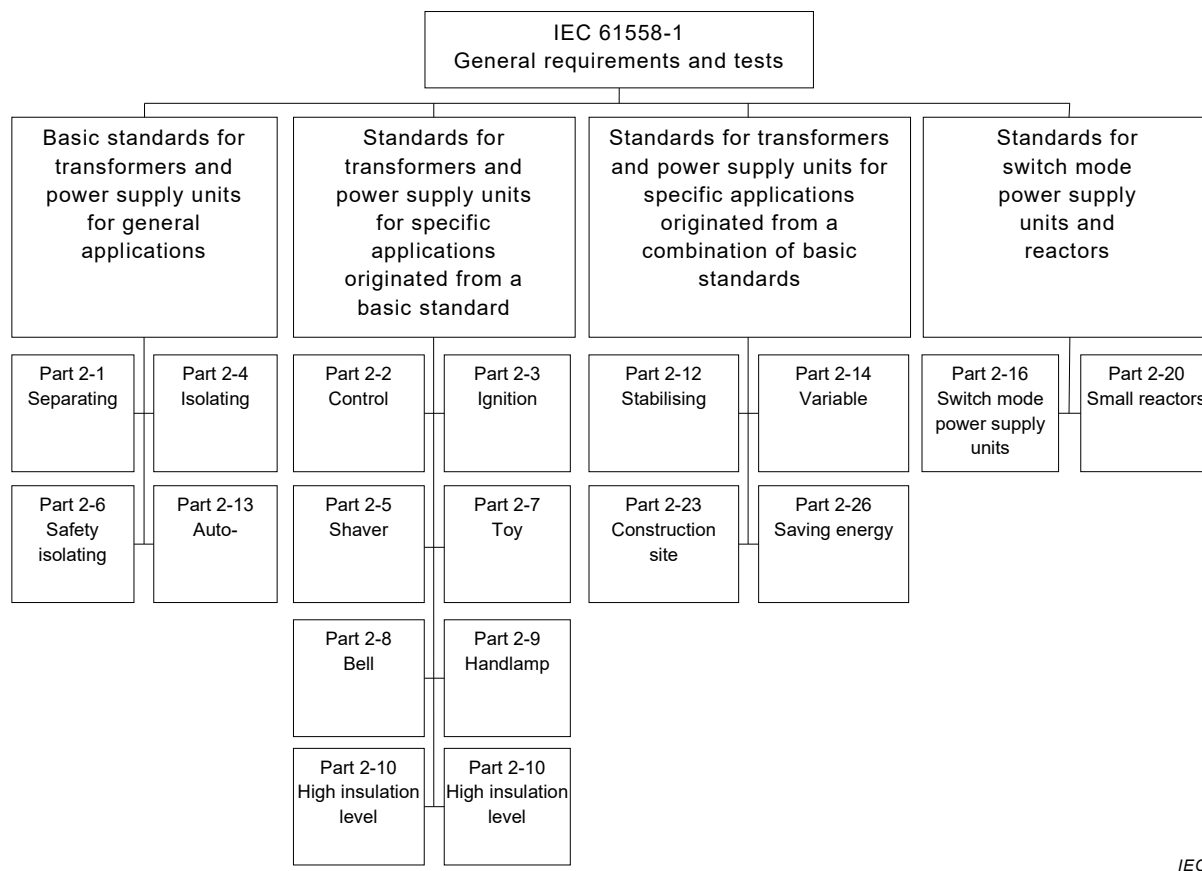 IEC 61558-1
General requirements and tests
Basic standards for
transformers and
power supply units
for general
applications
Standards for
transformers and
power supply units
for specific
applications
originated from a
basic standard
Standards for transformers
and power supply units for
specific applications
originated from a
combination of basic
standards
Standards for
switch mode
power supply
units and
reactors
Part 2-1
Separating
Part 2-4
Isolating
Part 2-2
Control
Part 2-3
Ignition
Part 2-12
Stabilising
Part 2-14
Variable
Part 2-16
Switch mode
power supply
units
Part 2-20
Small reactors
Part 2-6
Safety
isolating
Part 2-13
Auto-
Part 2-5
Shaver
Part 2-7
Toy
Part 2-23
Construction
site
Part 2-26
Saving energy
Part 2-8
Bell
Part 2-9
Handlamp
Part 2-10
High insulation
level
Part 2-10
High insulation
level
IEC